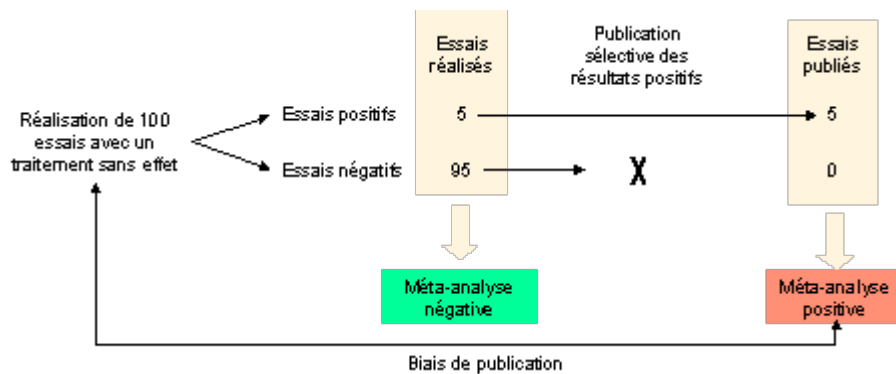 Essais
réalisés
Publication
sélective des
résultats positifs
Essais
publiés
Réalisation de 100
essais avec un
traitement sans effet
Essais positifs
5
5
Essais négatifs
95
X
0
Méta-analyse
négative
Méta-analyse
positive
Biais de publication